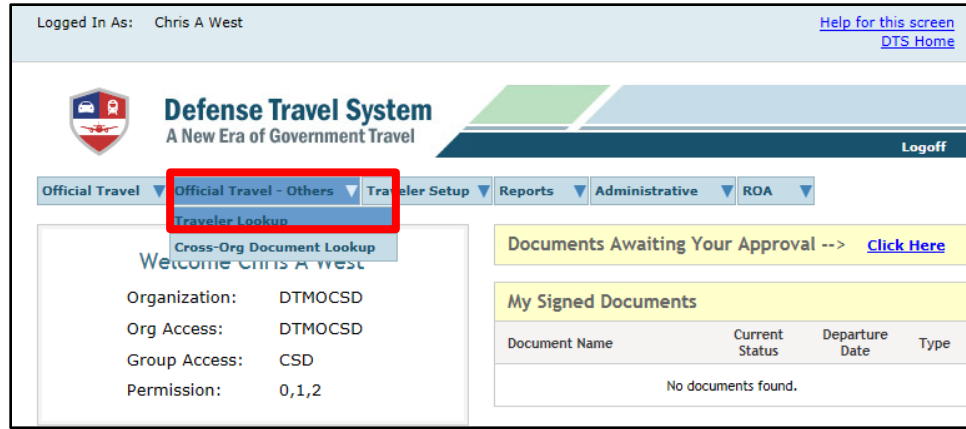 Logged In As: Chris A West
Help for this screen
DTS Home
Defense Travel System
A New Era of Government Travel
Logoff
Official Travel Official Travel - Others Traveler Setup Reports Administrative ROA
Traveler Lookup
Cross-Org Document Lookup
Welcome Chris A West
Organization: DTMOCSD
Org Access: DTMOCSD
Group Access: CSD
Permission: 0,1,2
Documents Awaiting Your Approval --> Click Here
My Signed Documents
Document Name Current Status Departure Date Type
No documents found.